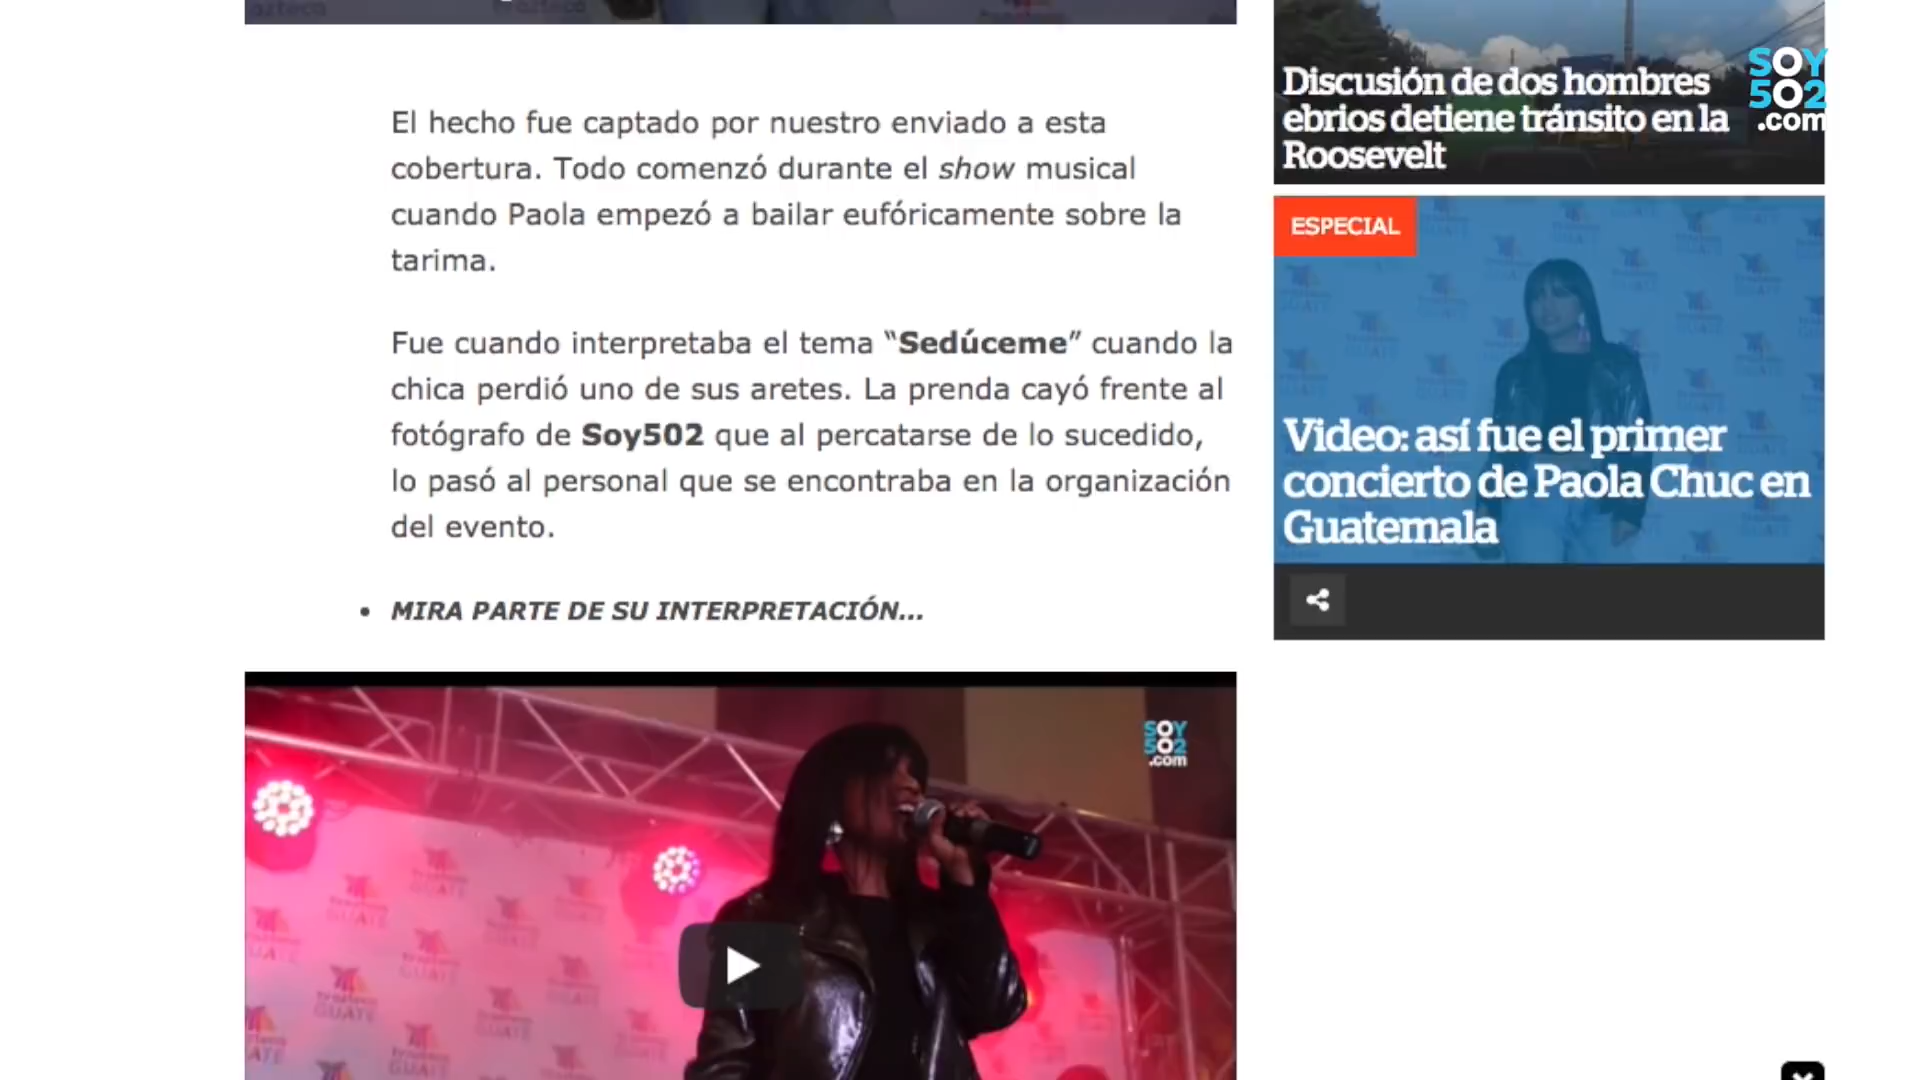 azteca
azteca
El hecho fue captado por nuestro enviado a esta
cobertura. Todo comenzó durante el show musical
cuando Paola empezó a bailar eufóricamente sobre la
tarima.
Fue cuando interpretaba el tema “Sedúceme” cuando la
chica perdió uno de sus aretes. La prenda cayó frente al
fotógrafo de Soy502 que al percatarse de lo sucedido,
lo pasó al personal que se encontraba en la organización
del evento.
• MIRA PARTE DE SU INTERPRETACIÓN...
SOY
502
.com
Discusión de dos hombres
ebrios detiene tránsito en la
Roosevelt
SOY
502
.com
ESPECIAL
Video: así fue el primer
concierto de Paola Chuc en
Guatemala